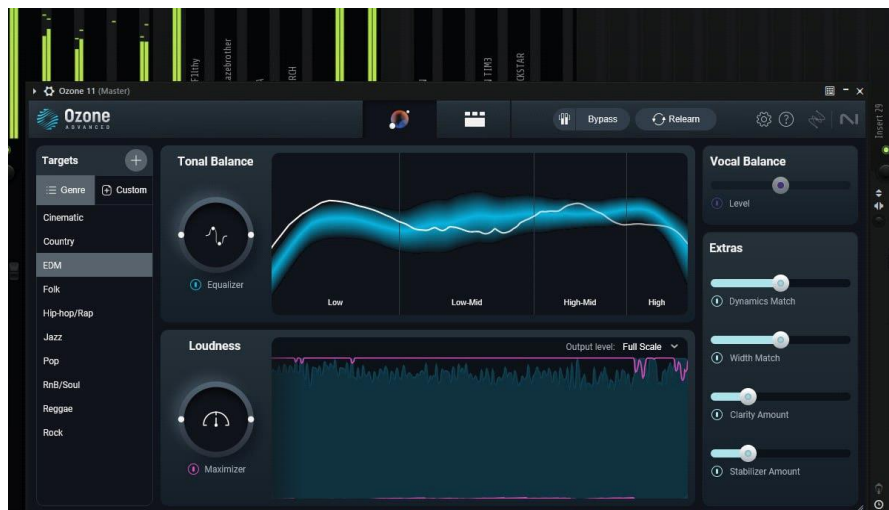 F1lthy
azebrother
RCH
N TIM3
CKSTAR
Ozone 11 (Master)
Ozone
ADVANCED
Bypass
Relearn
Insert 29
Targets
Genre
Custom
Cinematic
Country
EDM
Folk
Hip-hop/Rap
Jazz
Pop
RnB/Soul
Reggae
Rock
Tonal Balance
Equalizer
Low
Low-Mid
High-Mid
High
Loudness
Output level: Full Scale
Maximizer
Vocal Balance
Level
Extras
Dynamics Match
Width Match
Clarity Amount
Stabilizer Amount